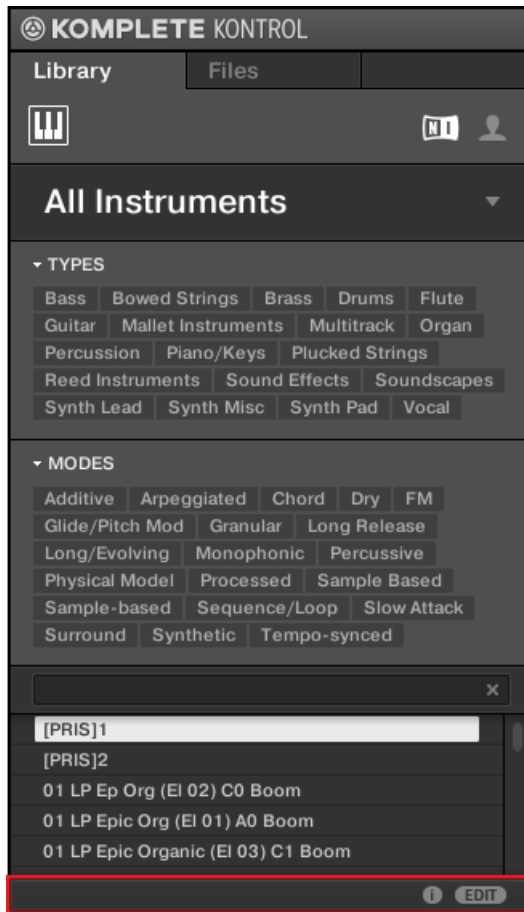 KOMPLETE KONTROL
Library Files
NI
All Instruments
TYPES
Bass Bowed Strings Brass Drums Flute
Guitar Mallet Instruments Multitrack Organ
Percussion Piano/Keys Plucked Strings
Reed Instruments Sound Effects Soundscapes
Synth Lead Synth Misc Synth Pad Vocal
MODES
Additive Arpeggiated Chord Dry FM
Glide/Pitch Mod Granular Long Release
Long/Evolving Monophonic Percussive
Physical Model Processed Sample Based
Sample-based Sequence/Loop Slow Attack
Surround Synthetic Tempo-synced
[PRIS]1
[PRIS]2
01 LP Ep Org (El 02) C0 Boom
01 LP Epic Org (El 01) A0 Boom
01 LP Epic Organic (El 03) C1 Boom
i EDIT